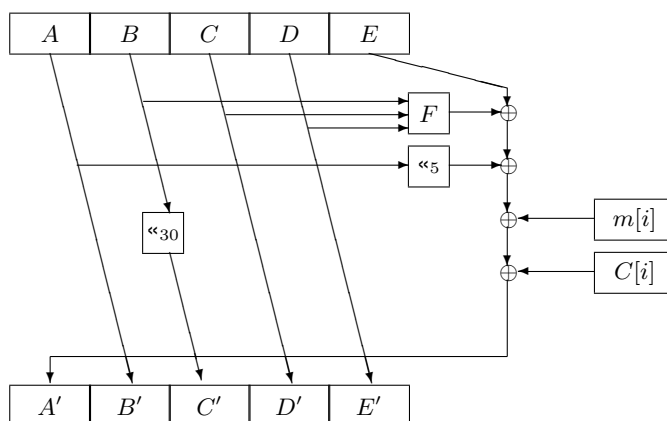 A B C D E
F
⊕
«5
⊕
«30
⊕
m[i]
⊕
C[i]
A′ B′ C′ D′ E′